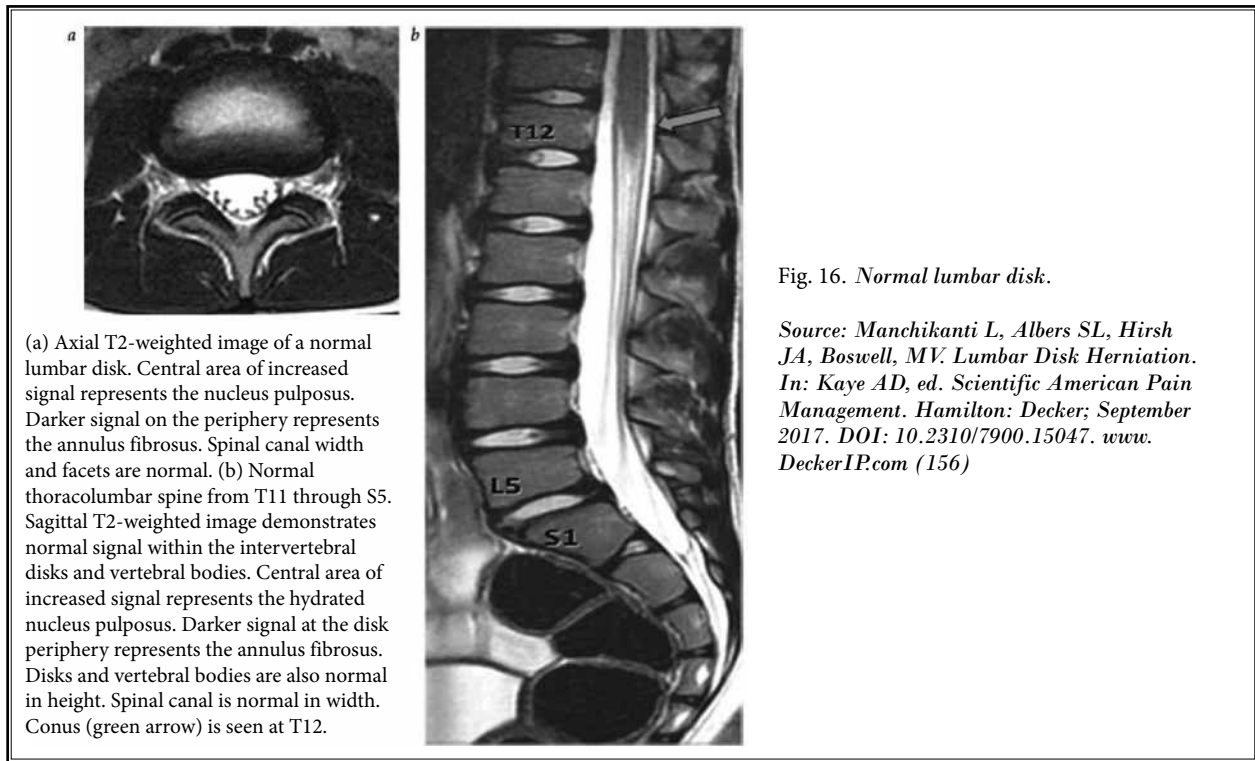 a
b
T12
L5
S1
(a) Axial T2-weighted image of a normal
lumbar disk. Central area of increased
signal represents the nucleus pulposus.
Darker signal on the periphery represents
the annulus fibrosus. Spinal canal width
and facets are normal. (b) Normal
thoracolumbar spine from T11 through S5.
Sagittal T2-weighted image demonstrates
normal signal within the intervertebral
disks and vertebral bodies. Central area of
increased signal represents the hydrated
nucleus pulposus. Darker signal at the disk
periphery represents the annulus fibrosus.
Disks and vertebral bodies are also normal
in height. Spinal canal is normal in width.
Conus (green arrow) is seen at T12.
Fig. 16. Normal lumbar disk.
Source: Manchikanti L, Albers SL, Hirsh
JA, Boswell, MV. Lumbar Disk Herniation.
In: Kaye AD, ed. Scientific American Pain
Management. Hamilton: Decker; September
2017. DOI: 10.2310/7900.15047. www.
DeckerIP.com (156)